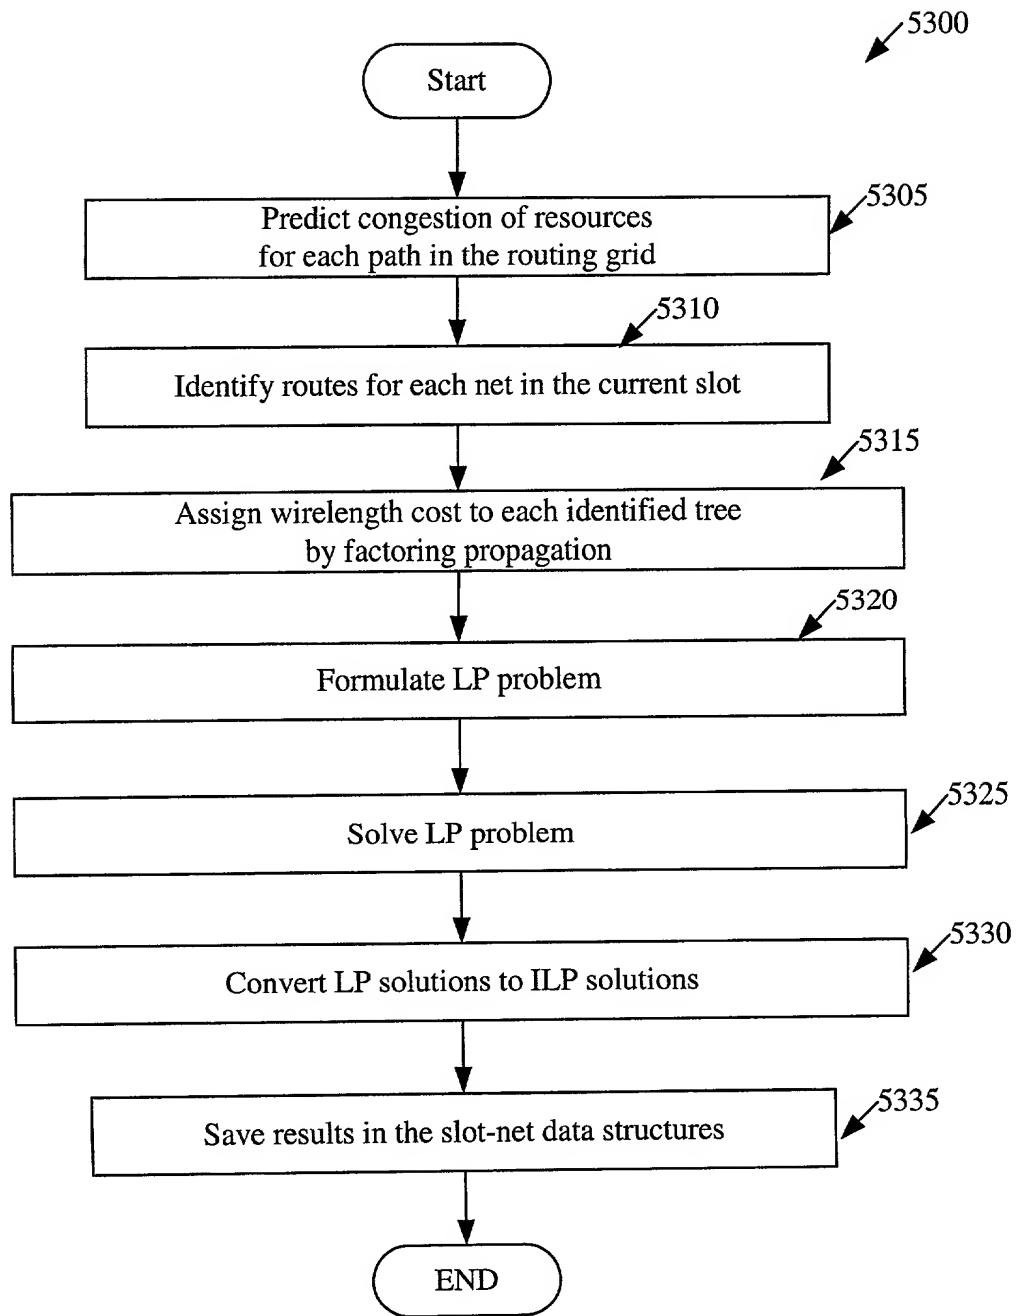 5300
Start
5305
Predict congestion of resources
for each path in the routing grid
5310
Identify routes for each net in the current slot
5315
Assign wirelength cost to each identified tree
by factoring propagation
5320
Formulate LP problem
5325
Solve LP problem
5330
Convert LP solutions to ILP solutions
5335
Save results in the slot-net data structures
END